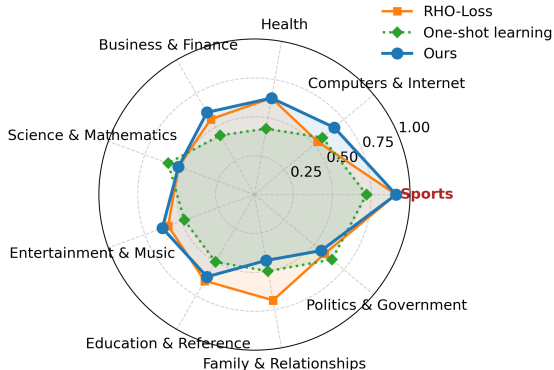 RHO-Loss
One-shot learning
Ours
Health
Business & Finance
Computers & Internet
Science & Mathematics
1.00
0.75
0.50
0.25
Sports
Entertainment & Music
Politics & Government
Education & Reference
Family & Relationships